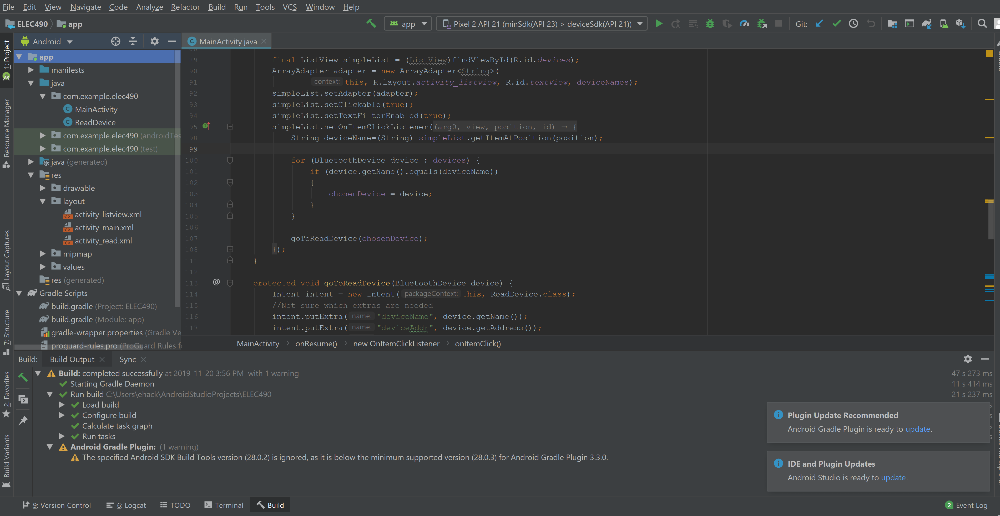 File Edit View Navigate Code Analyze Refactor Build Run Tools VCS Window Help
ELEC490 app
app
Pixel 2 API 21 (minSdk(API 23) > deviceSdk(API 21))
Git:
Android
MainActivity.java
1: Project
Resource Manager
Layout Captures
7: Structure
2: Favorites
Build Variants
app
manifests
java
com.example.elec490
MainActivity
ReadDevice
com.example.elec490 (androidTes
com.example.elec490 (test)
java (generated)
res
drawable
layout
activity_listview.xml
activity_main.xml
activity_read.xml
mipmap
values
res (generated)
Gradle Scripts
build.gradle (Project: ELEC490)
build.gradle (Module: app)
gradle-wrapper.properties (Gradle Ve
proguard-rules.pro (ProGuard Rules f
89 final ListView simpleList = (ListView)findViewById(R.id.devices);
90 ArrayAdapter adapter = new ArrayAdapter<String>(
91 context: this, R.layout.activity_listview, R.id.textView, deviceNames);
92 simpleList.setAdapter(adapter);
93 simpleList.setClickable(true);
94 simpleList.setTextFilterEnabled(true);
95 simpleList.setOnItemClickListener((arg0, view, position, id) → {
98 String deviceName=(String) simpleList.getItemAtPosition(position);
99
100 for (BluetoothDevice device : devices) {
101 if (device.getName().equals(deviceName))
102 {
103 chosenDevice = device;
104 }
105 }
106
107 goToReadDevice(chosenDevice);
108 });
111 }
112
113 @ protected void goToReadDevice(BluetoothDevice device) {
114 Intent intent = new Intent( packageContext: this, ReadDevice.class);
115 //Not sure which extras are needed
116 intent.putExtra( name: "deviceName", device.getName());
117 intent.putExtra( name: "deviceAddr", device.getAddress());
MainActivity › onResume() › new OnItemClickListener › onItemClick()
Build: Build Output Sync
Build: completed successfully at 2019-11-20 3:56 PM with 1 warning 47 s 273 ms
Starting Gradle Daemon 11 s 414 ms
Run build C:\Users\ehack\AndroidStudioProjects\ELEC490 21 s 237 ms
Load build
Configure build
Calculate task graph
Run tasks
Android Gradle Plugin: (1 warning)
The specified Android SDK Build Tools version (28.0.2) is ignored, as it is below the minimum supported version (28.0.3) for Android Gradle Plugin 3.3.0.
Plugin Update Recommended
Android Gradle Plugin is ready to update.
IDE and Plugin Updates
Android Studio is ready to update.
9: Version Control 6: Logcat TODO Terminal Build
2 Event Log